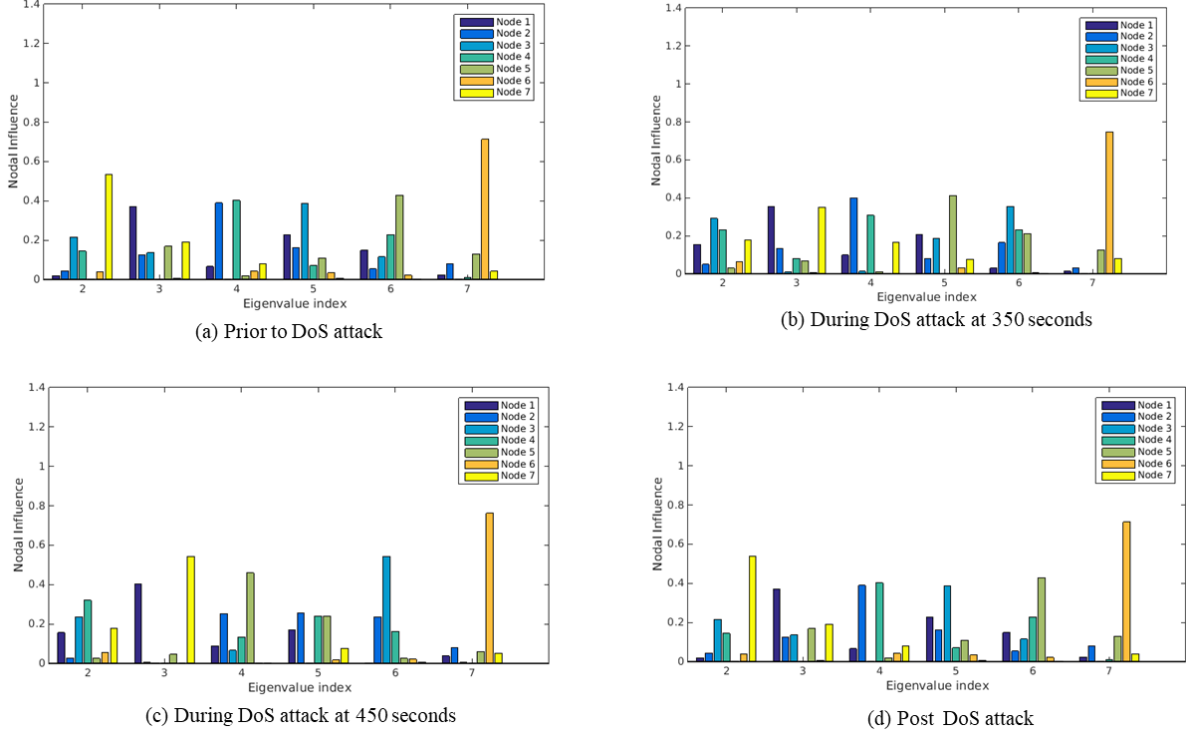 1.4
1.2
1
0.8
0.6
0.4
0.2
0
Nodal Influence
Node 1
Node 2
Node 3
Node 4
Node 5
Node 6
Node 7
2 3 4 5 6 7
Eigenvalue index
(a) Prior to DoS attack
1.4
1.2
1
0.8
0.6
0.4
0.2
0
Nodal Influence
Node 1
Node 2
Node 3
Node 4
Node 5
Node 6
Node 7
2 3 4 5 6 7
Eigenvalue index
(b) During DoS attack at 350 seconds
1.4
1.2
1
0.8
0.6
0.4
0.2
0
Nodal Influence
Node 1
Node 2
Node 3
Node 4
Node 5
Node 6
Node 7
2 3 4 5 6 7
Eigenvalue index
(c) During DoS attack at 450 seconds
1.4
1.2
1
0.8
0.6
0.4
0.2
0
Nodal Influence
Node 1
Node 2
Node 3
Node 4
Node 5
Node 6
Node 7
2 3 4 5 6 7
Eigenvalue index
(d) Post DoS attack